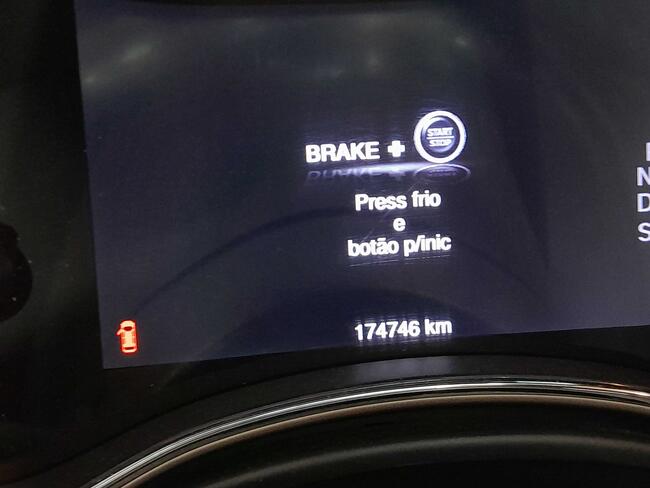 BRAKE + START STOP
Press frio
e
botão p/inic
174746 km
N
D
S